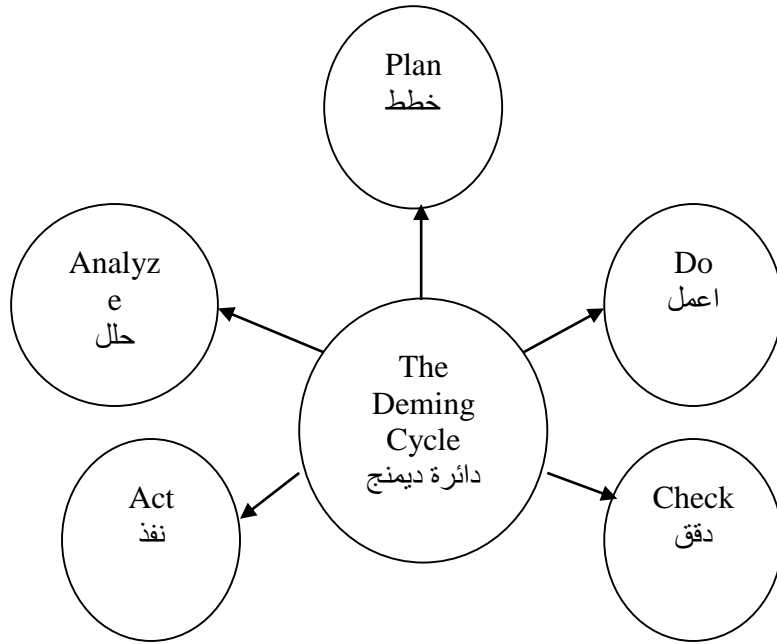 Plan
خطط
Analyz
e
حلل
Do
اعمل
The
Deming
Cycle
دائرة ديمنج
Act
نفذ
Check
دقق